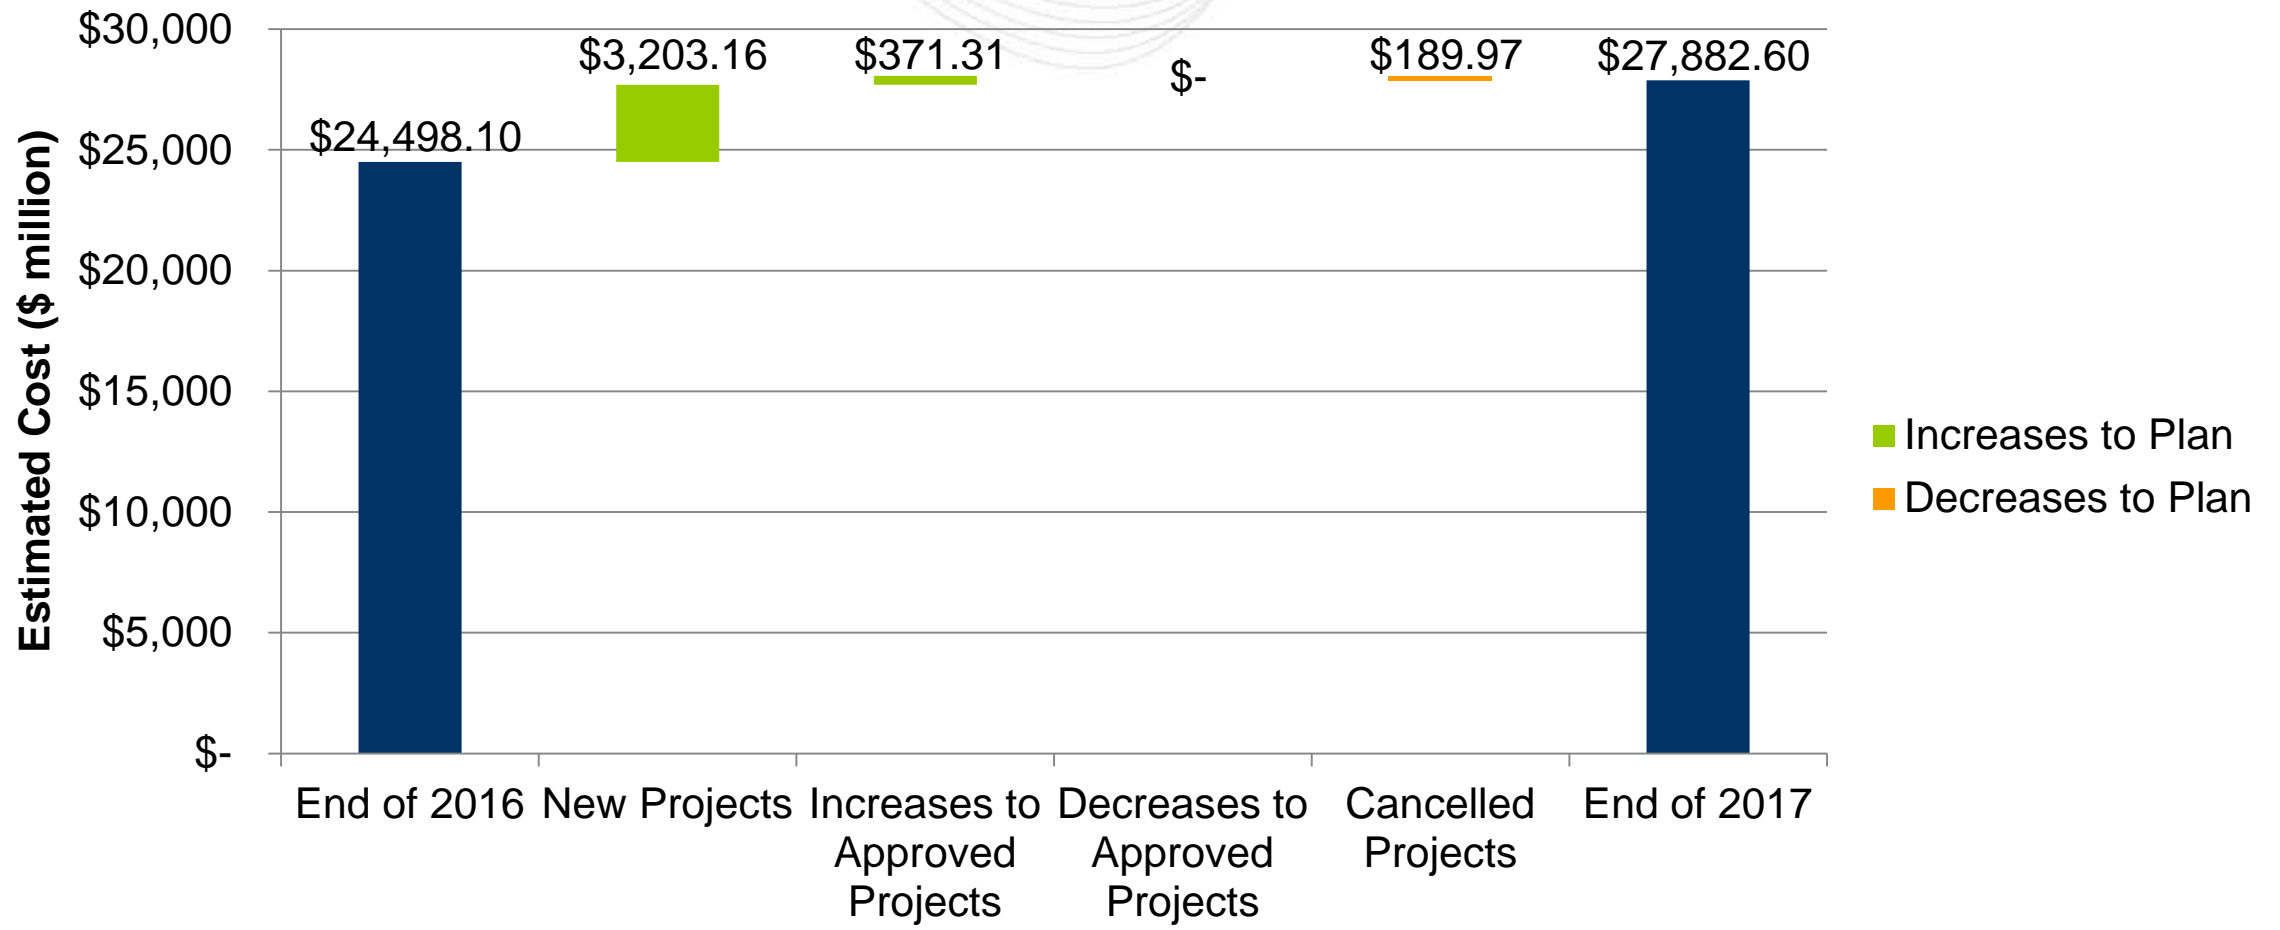 Estimated Cost ($ million)
$30,000
$25,000
$20,000
$15,000
$10,000
$5,000
$-
$24,498.10
$3,203.16
$371.31
$-
$189.97
$27,882.60
End of 2016
New Projects
Increases to
Approved
Projects
Decreases to
Approved
Projects
Cancelled
Projects
End of 2017
Increases to Plan
Decreases to Plan